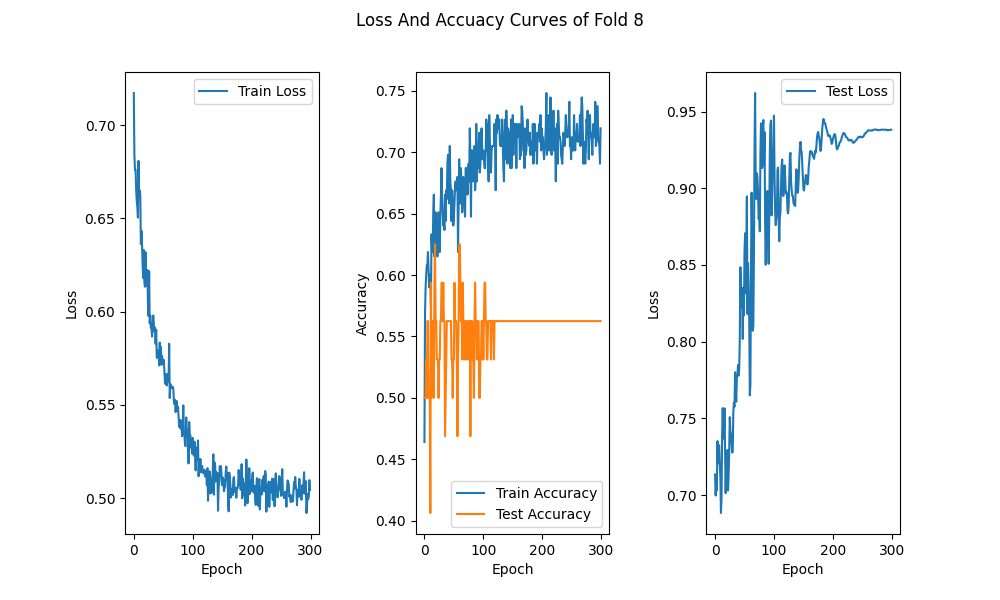 Loss And Accuacy Curves of Fold 8
Train Loss
0.70
0.65
0.60
0.55
0.50
Loss
0 100 200 300
Epoch
0.75
0.70
0.65
0.60
0.55
0.50
0.45
0.40
Accuracy
Train Accuracy
Test Accuracy
0 100 200 300
Epoch
Test Loss
0.95
0.90
0.85
0.80
0.75
0.70
Loss
0 100 200 300
Epoch